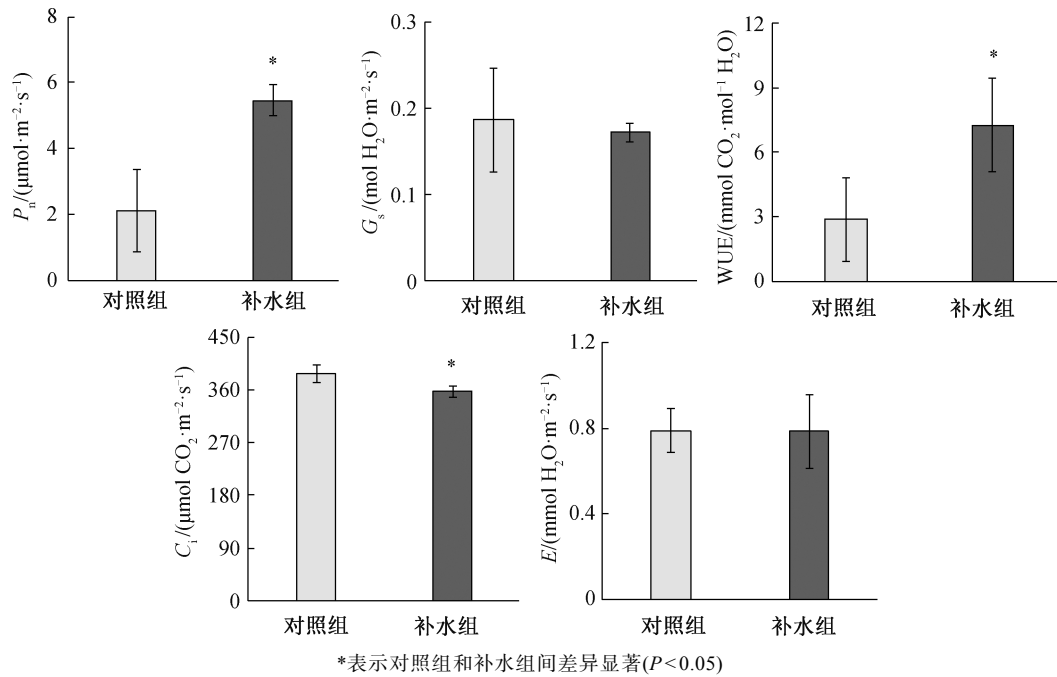 8
6
4
2
0
Pₙ/(μmol·m⁻²·s⁻¹)
*
对照组 补水组
0.3
0.2
0.1
0
Gₛ/(mol H₂O·m⁻²·s⁻¹)
对照组 补水组
12
9
6
3
0
WUE/(mmol CO₂·mol⁻¹ H₂O)
*
对照组 补水组
450
360
270
180
90
0
Cᵢ/(μmol CO₂·m⁻²·s⁻¹)
*
对照组 补水组
1.2
0.8
0.4
0
E/(mmol H₂O·m⁻²·s⁻¹)
对照组 补水组
*表示对照组和补水组间差异显著(P<0.05)